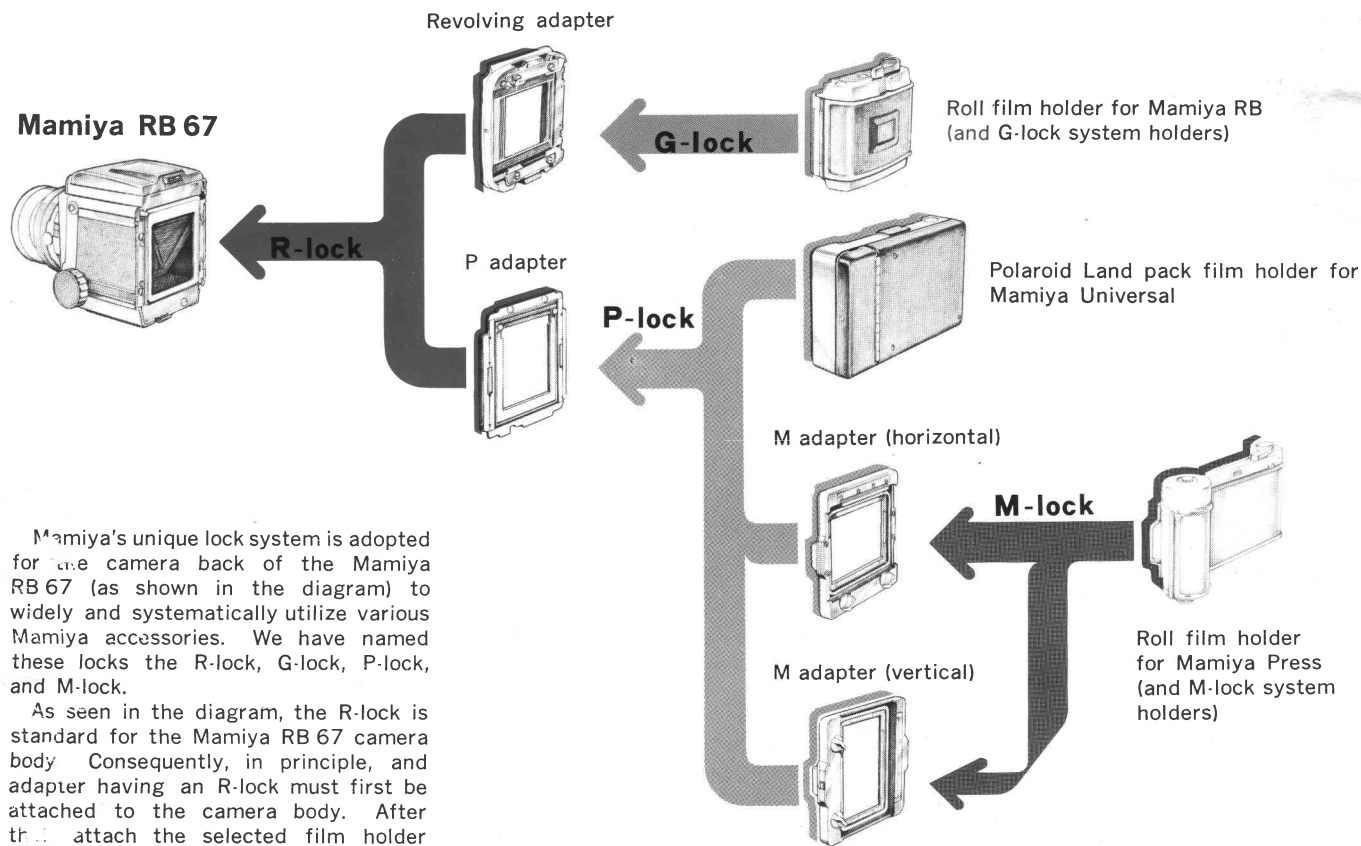 Revolving adapter
Mamiya RB 67
G-lock
Roll film holder for Mamiya RB
(and G-lock system holders)
R-lock
P adapter
P-lock
Polaroid Land pack film holder for
Mamiya Universal
M adapter (horizontal)
M-lock
Roll film holder
for Mamiya Press
(and M-lock system
holders)
M adapter (vertical)
Mamiya's unique lock system is adopted
for the camera back of the Mamiya
RB 67 (as shown in the diagram) to
widely and systematically utilize various
Mamiya accessories. We have named
these locks the R-lock, G-lock, P-lock,
and M-lock.
As seen in the diagram, the R-lock is
standard for the Mamiya RB 67 camera
body Consequently, in principle, and
adapter having an R-lock must first be
attached to the camera body. After
attach the selected film holder